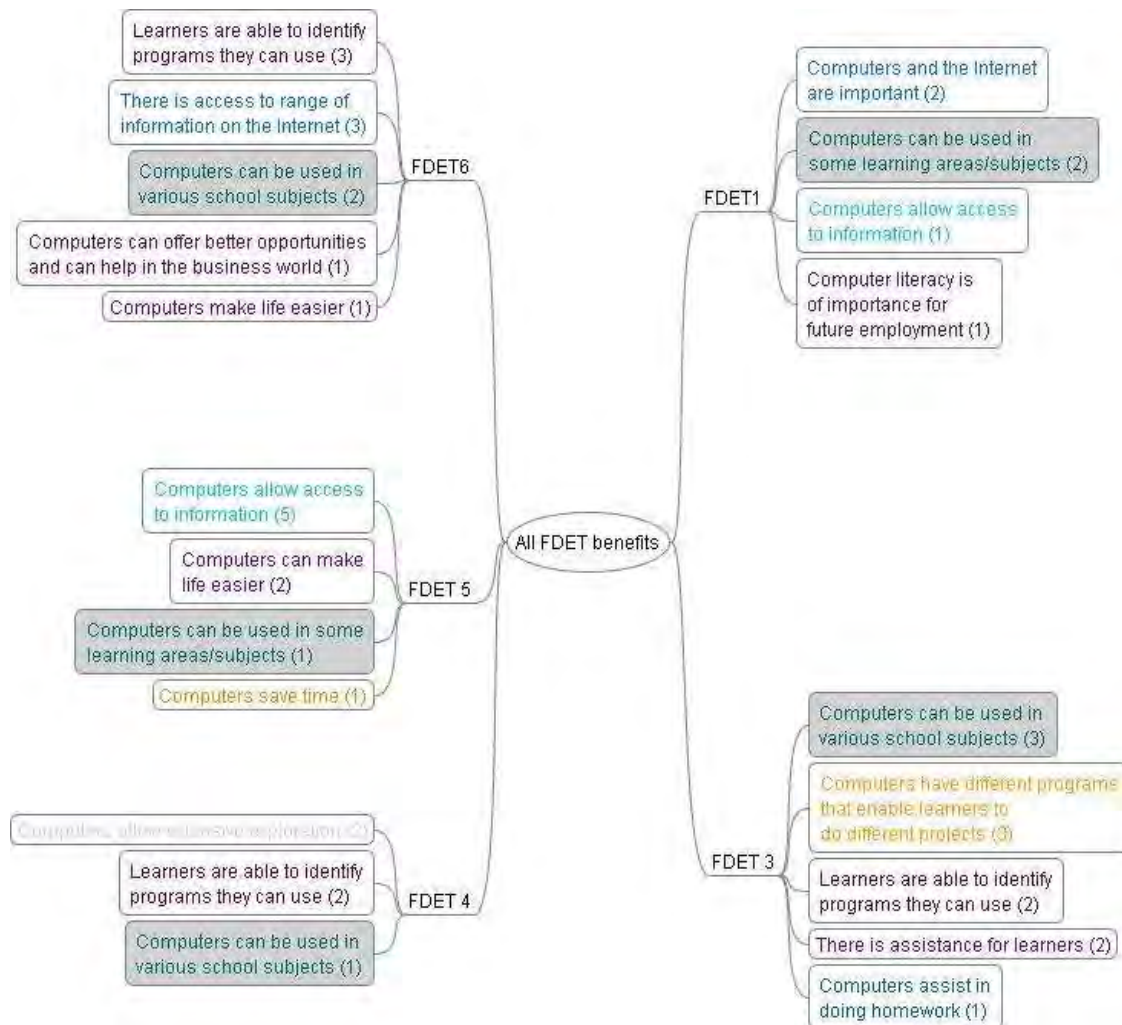 Learners are able to identify
programs they can use (3)
There is access to range of
information on the Internet (3)
Computers can be used in
various school subjects (2)
Computers can offer better opportunities
and can help in the business world (1)
Computers make life easier (1)
FDET6
Computers and the Internet
are important (2)
Computers can be used in
some learning areas/subjects (2)
Computers allow access
to information (1)
Computer literacy is
of importance for
future employment (1)
FDET1
All FDET benefits
Computers allow access
to information (5)
Computers can make
life easier (2)
Computers can be used in some
learning areas/subjects (1)
Computers save time (1)
FDET 5
Computers allow extensive exploration (2)
Learners are able to identify
programs they can use (2)
Computers can be used in
various school subjects (1)
FDET 4
Computers can be used in
various school subjects (3)
Computers have different programs
that enable learners to
do different projects (3)
Learners are able to identify
programs they can use (2)
There is assistance for learners (2)
Computers assist in
doing homework (1)
FDET 3